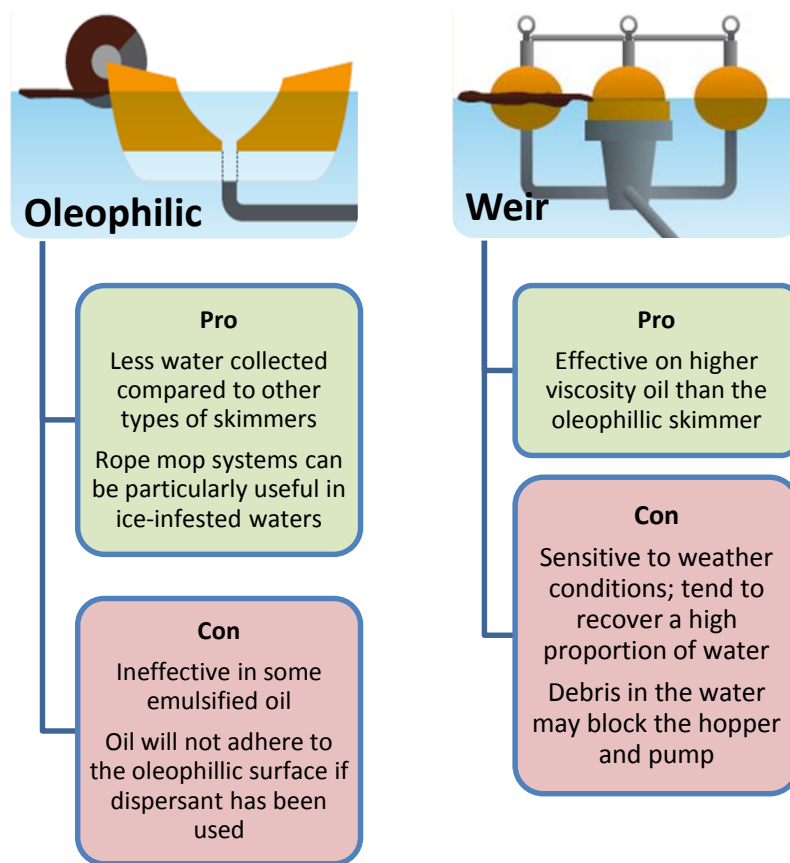 Oleophilic
Pro
Less water collected
compared to other
types of skimmers
Rope mop systems can
be particularly useful in
ice-infested waters
Con
Ineffective in some
emulsified oil
Oil will not adhere to
the oleophillic surface if
dispersant has been
used
Weir
Pro
Effective on higher
viscosity oil than the
oleophillic skimmer
Con
Sensitive to weather
conditions; tend to
recover a high
proportion of water
Debris in the water
may block the hopper
and pump